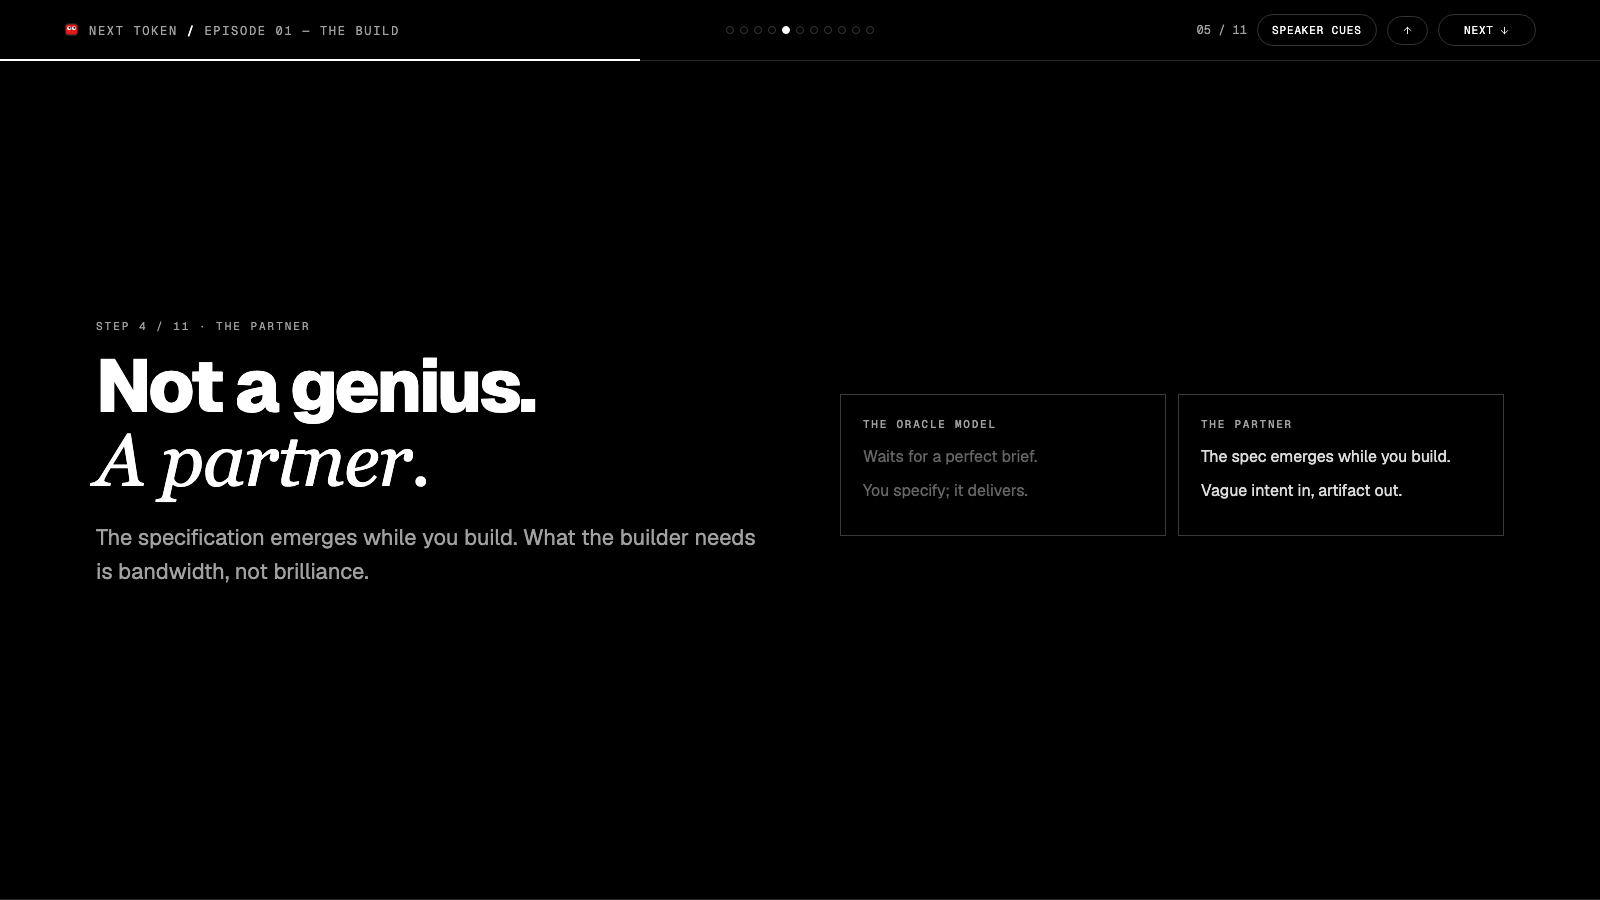 NEXT TOKEN / EPISODE 01 — THE BUILD
05 / 11
SPEAKER CUES
↑
NEXT ↓
STEP 4 / 11 · THE PARTNER
Not a genius.
A partner.
The specification emerges while you build. What the builder needs
is bandwidth, not brilliance.
THE ORACLE MODEL
Waits for a perfect brief.
You specify; it delivers.
THE PARTNER
The spec emerges while you build.
Vague intent in, artifact out.